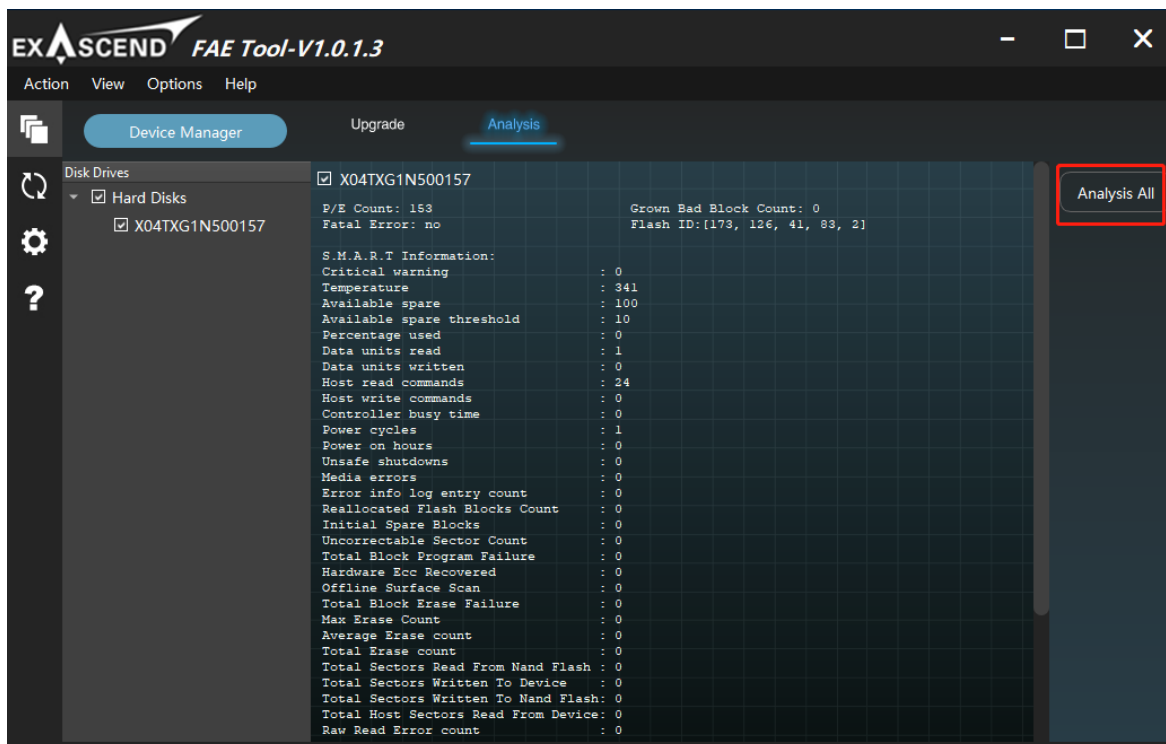 EXASCEND FAE Tool-V1.0.1.3
Action View Options Help
Device Manager Upgrade Analysis
Disk Drives
Hard Disks
X04TXG1N500157
X04TXG1N500157
P/E Count: 153 Grown Bad Block Count: 0
Fatal Error: no Flash ID:[173, 126, 41, 83, 2]
S.M.A.R.T Information:
Critical warning : 0
Temperature : 341
Available spare : 100
Available spare threshold : 10
Percentage used : 0
Data units read : 1
Data units written : 0
Host read commands : 24
Host write commands : 0
Controller busy time : 0
Power cycles : 1
Power on hours : 0
Unsafe shutdowns : 0
Media errors : 0
Error info log entry count : 0
Reallocated Flash Blocks Count : 0
Initial Spare Blocks : 0
Uncorrectable Sector Count : 0
Total Block Program Failure : 0
Hardware Ecc Recovered : 0
Offline Surface Scan : 0
Total Block Erase Failure : 0
Max Erase Count : 0
Average Erase count : 0
Total Erase count : 0
Total Sectors Read From Nand Flash : 0
Total Sectors Written To Device : 0
Total Sectors Written To Nand Flash: 0
Total Host Sectors Read From Device: 0
Raw Read Error count : 0
Analysis All